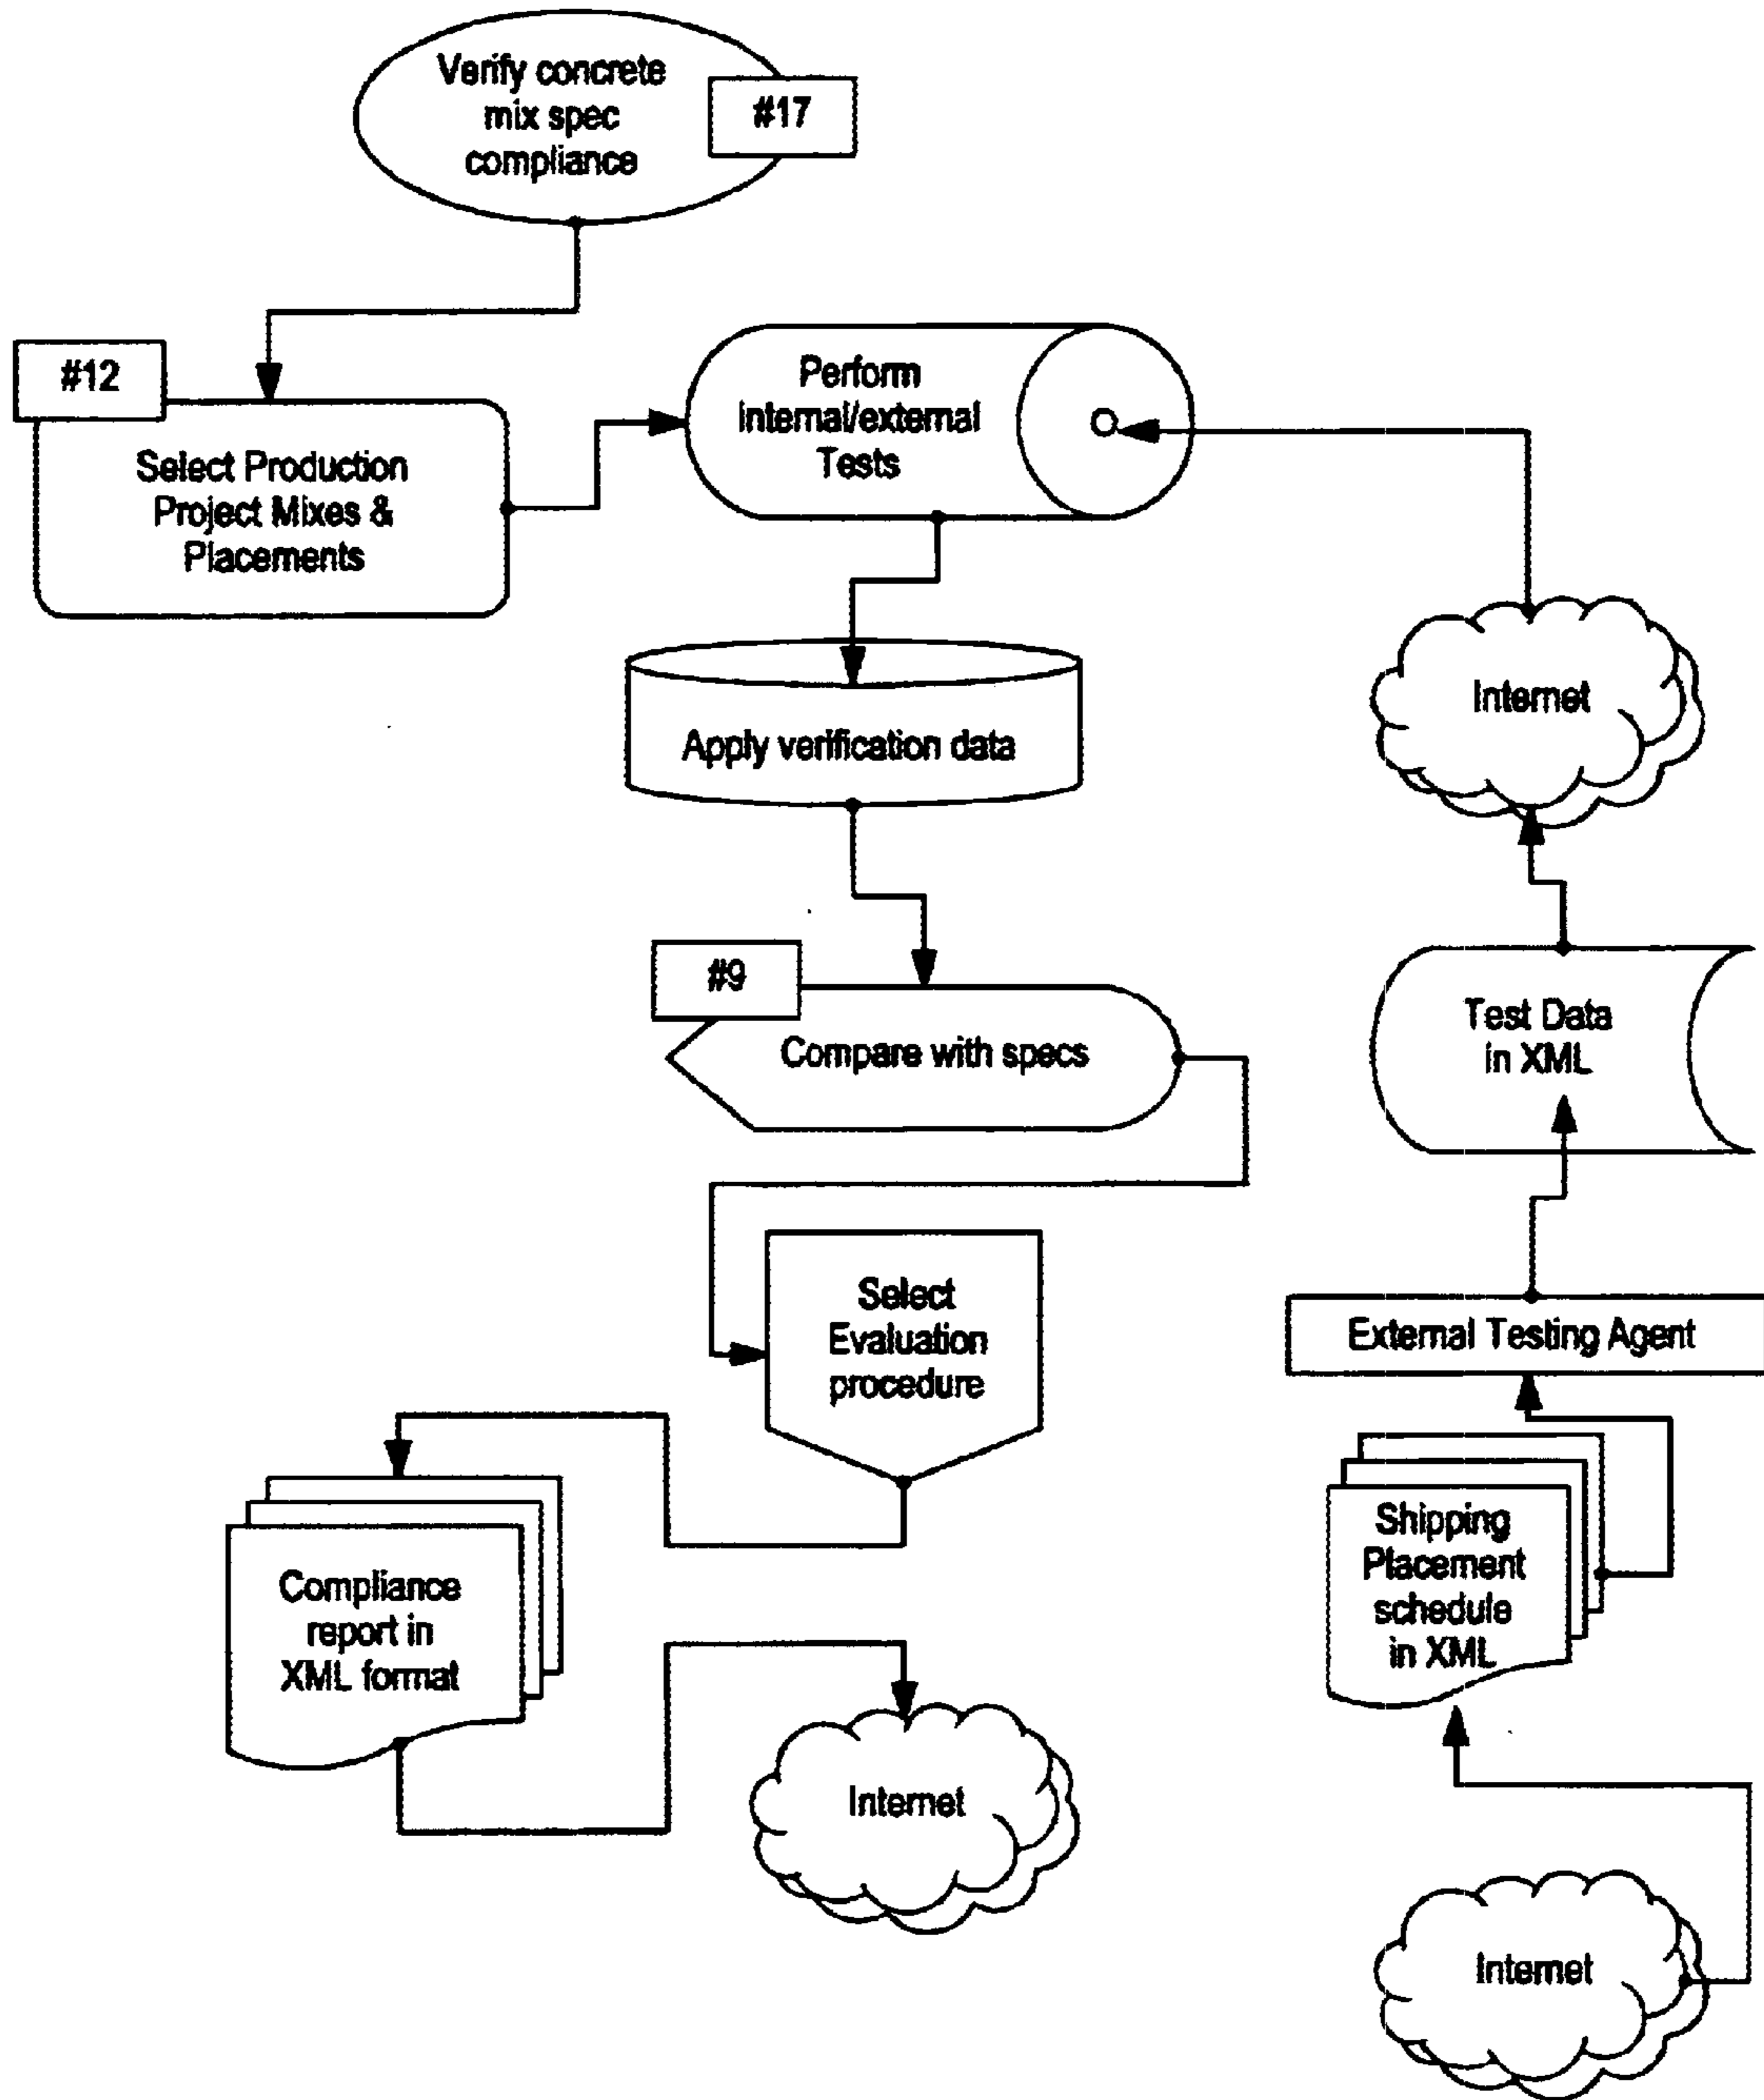 Verify concrete
mix spec
compliance
#17
#12
Select Production
Project Mixes &
Placements
Perform
internal/external
Tests
Internet
Apply verification data
#9
Compare with specs
Test Data
in XML
Select
Evaluation
procedure
External Testing Agent
Compliance
report in
XML format
Shipping
Placement
schedule
in XML
Internet
Internet